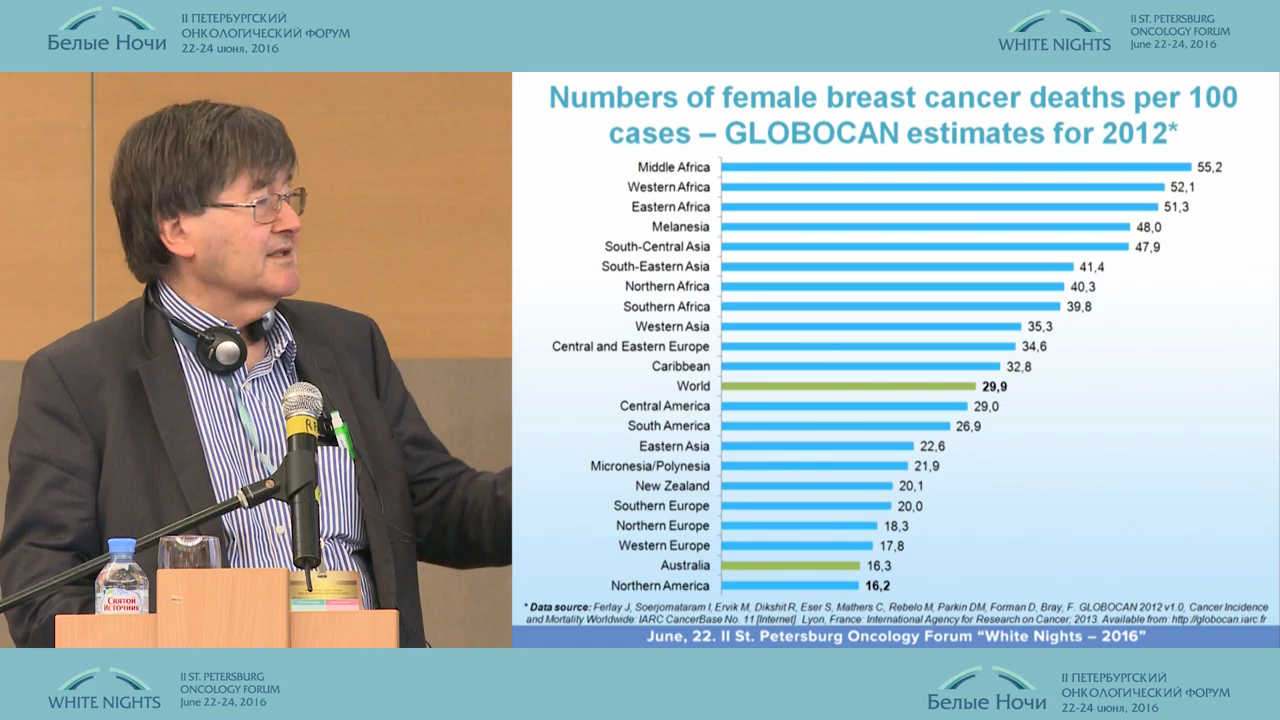 Белые Ночи
II ПЕТЕРБУРГСКИЙ
ОНКОЛОГИЧЕСКИЙ ФОРУМ
22-24 июня, 2016
WHITE NIGHTS
II ST. PETERSBURG
ONCOLOGY FORUM
June 22-24, 2016
Numbers of female breast cancer deaths per 100
cases – GLOBOCAN estimates for 2012*
Middle Africa 55,2
Western Africa 52,1
Eastern Africa 51,3
Melanesia 48,0
South-Central Asia 47,9
South-Eastern Asia 41,4
Northern Africa 40,3
Southern Africa 39,8
Western Asia 35,3
Central and Eastern Europe 34,6
Caribbean 32,8
World 29,9
Central America 29,0
South America 26,9
Eastern Asia 22,6
Micronesia/Polynesia 21,9
New Zealand 20,1
Southern Europe 20,0
Northern Europe 18,3
Western Europe 17,8
Australia 16,3
Northern America 16,2
* Data source: Ferlay J, Soerjomataram I, Ervik M, Dikshit R, Eser S, Mathers C, Rebelo M, Parkin DM, Forman D, Bray, F. GLOBOCAN 2012 v1.0, Cancer Incidence
and Mortality Worldwide: IARC CancerBase No. 11 [Internet]. Lyon, France: International Agency for Research on Cancer; 2013. Available from: http://globocan.iarc.fr
June, 22. II St. Petersburg Oncology Forum “White Nights – 2016”
СВЯТОЙ
ИСТОЧНИК
WHITE NIGHTS
II ST. PETERSBURG
ONCOLOGY FORUM
June 22-24, 2016
Белые Ночи
II ПЕТЕРБУРГСКИЙ
ОНКОЛОГИЧЕСКИЙ ФОРУМ
22-24 июня, 2016